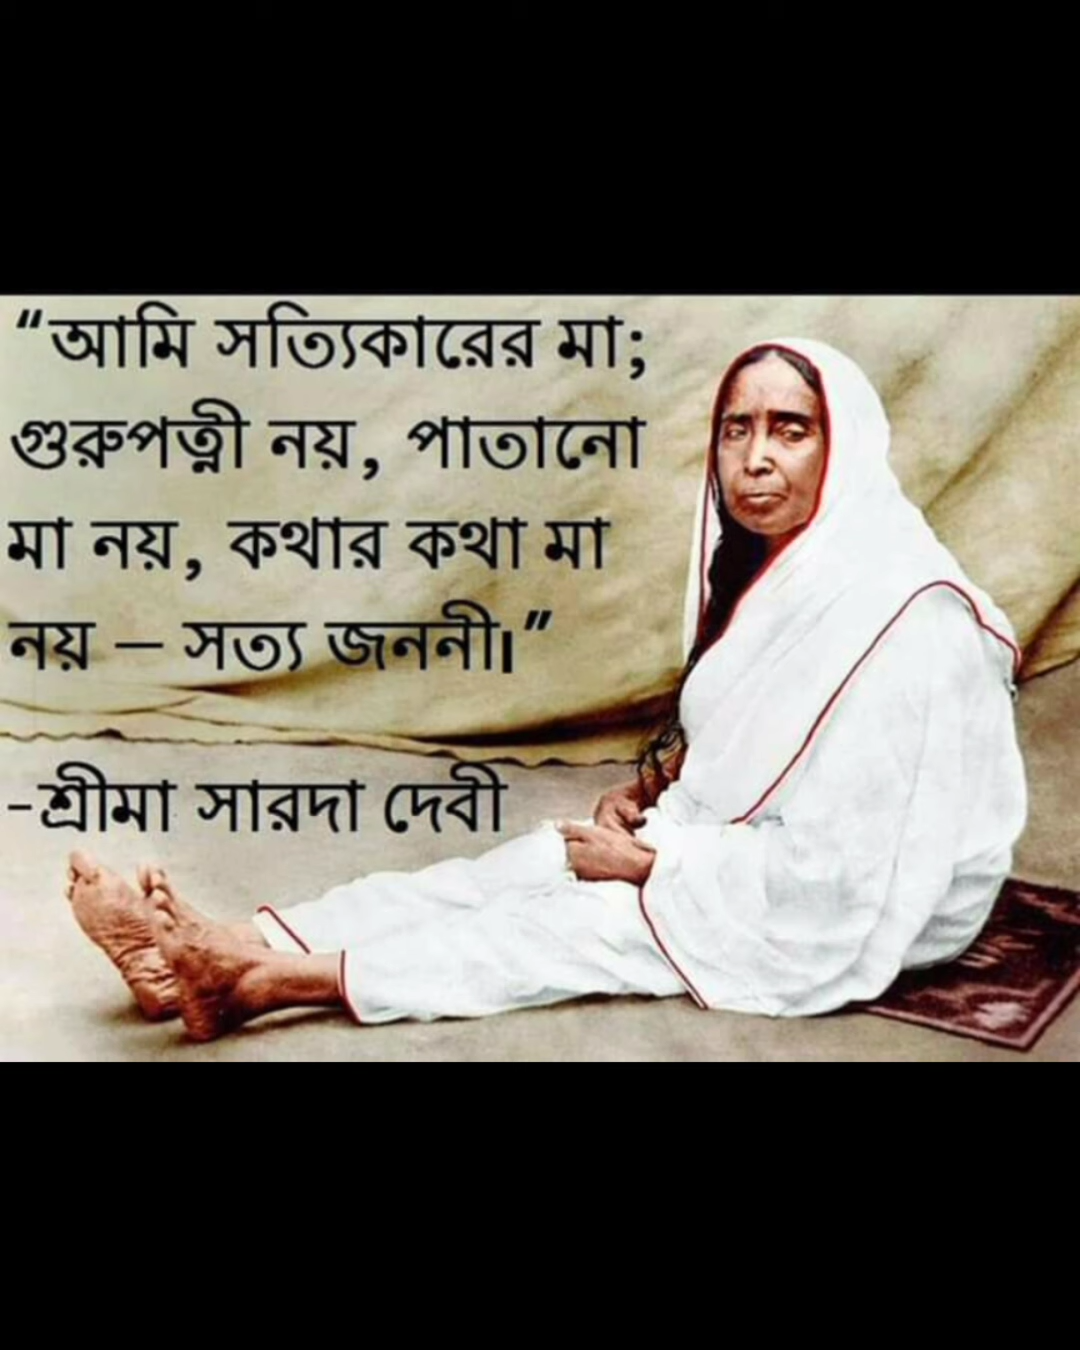 “আমি সত্যিকারের মা;
গুরুপত্নী নয়, পাতানো
মা নয়, কথার কথা মা
নয় – সত্য জননী।”
-শ্রীমা সারদা দেবী